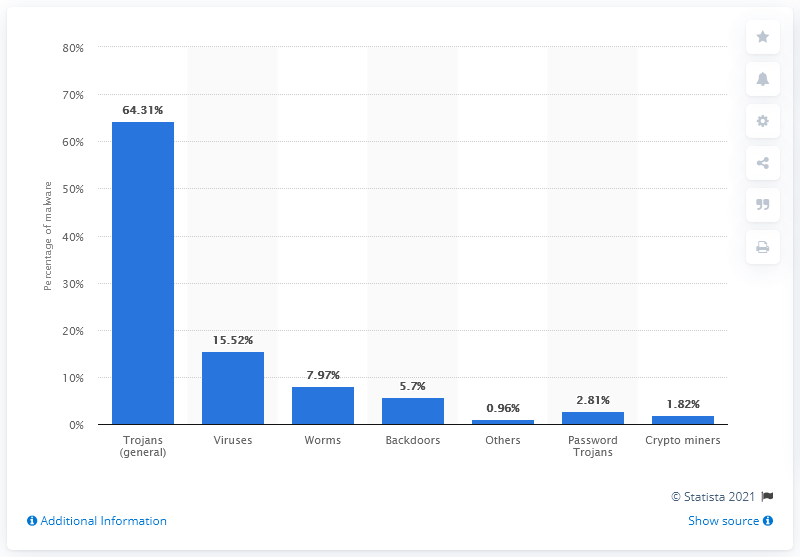 80%
70%
60%
50%
40%
30%
20%
10%
0%
Percentage of malware
64.31%
15.52%
7.97%
5.7%
0.96%
2.81%
1.82%
Trojans
(general)
Viruses
Worms
Backdoors
Others
Password
Trojans
Crypto miners
© Statista 2021
Additional Information
Show source